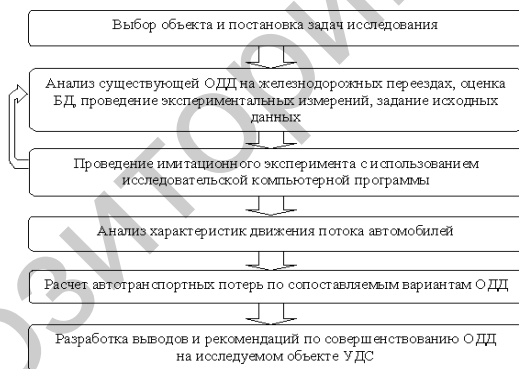 Выбор объекта и постановка задач исследования
Анализ существующей ОДД на железнодорожных переездах, оценка
БД, проведение экспериментальных измерений, задание исходных
данных
Проведение имитационного эксперимента с использованием
исследовательской компьютерной программы
Анализ характеристик движения потока автомобилей
Расчет автотранспортных потерь по сопоставляемым вариантам ОДД
Разработка выводов и рекомендаций по совершенствованию ОДД
на исследуемом объекте УДС